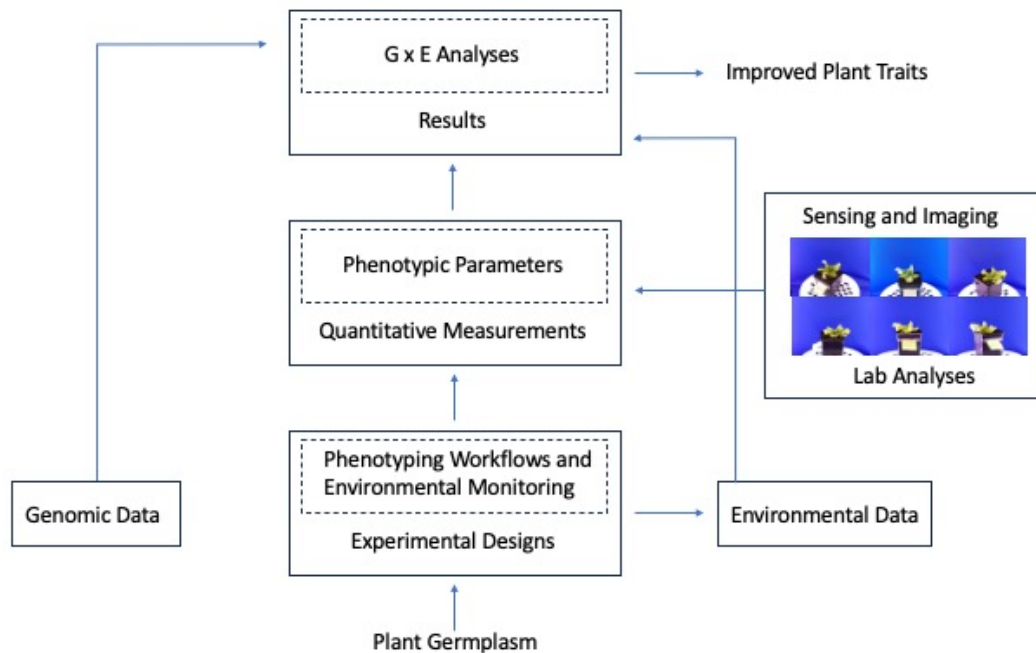 G x E Analyses
Results
Improved Plant Traits
Sensing and Imaging
Phenotypic Parameters
Quantitative Measurements
Lab Analyses
Phenotyping Workflows and
Environmental Monitoring
Experimental Designs
Genomic Data
Environmental Data
Plant Germplasm